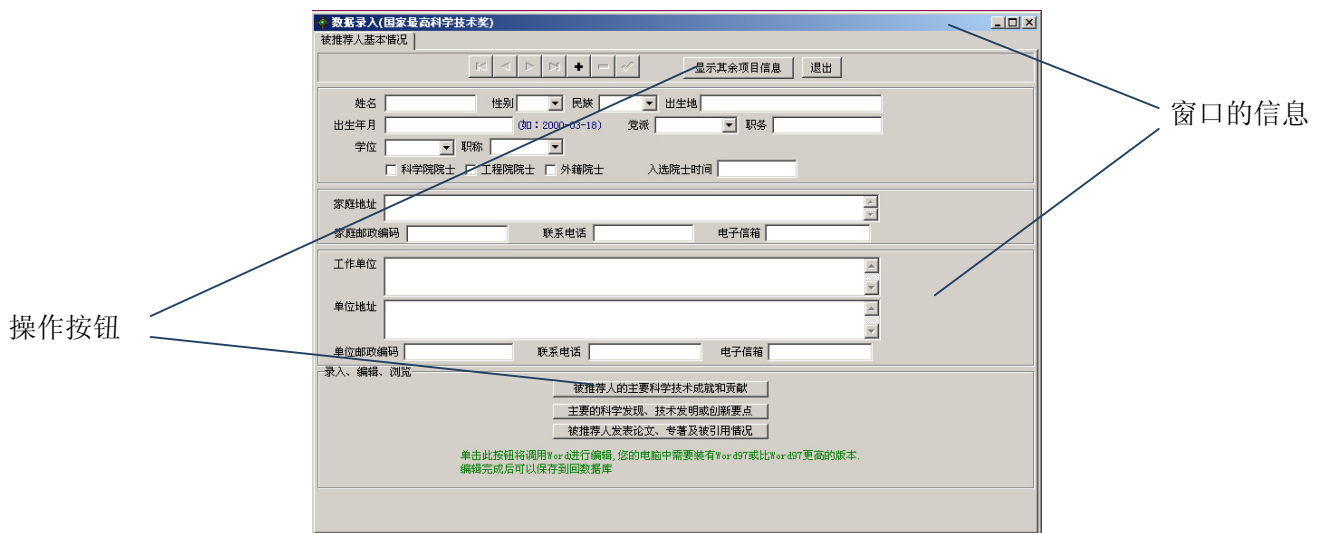 数据录入(国家最高科学技术奖)
被推荐人基本情况
显示其余项目信息 退出
姓名 性别 民族 出生地
出生年月 (如：2000-03-18) 党派 职务
学位 职称
科学院院士 工程院院士 外籍院士 入选院士时间
家庭地址
家庭邮政编码 联系电话 电子信箱
工作单位
单位地址
单位邮政编码 联系电话 电子信箱
录入、编辑、浏览
被推荐人的主要科学技术成就和贡献
主要的科学发现、技术发明或创新要点
被推荐人发表论文、专著及被引用情况
单击此按钮将调用Word进行编辑,您的电脑中需要装有Word97或比Word97更高的版本.
编辑完成后可以保存到回数据库
窗口的信息
操作按钮